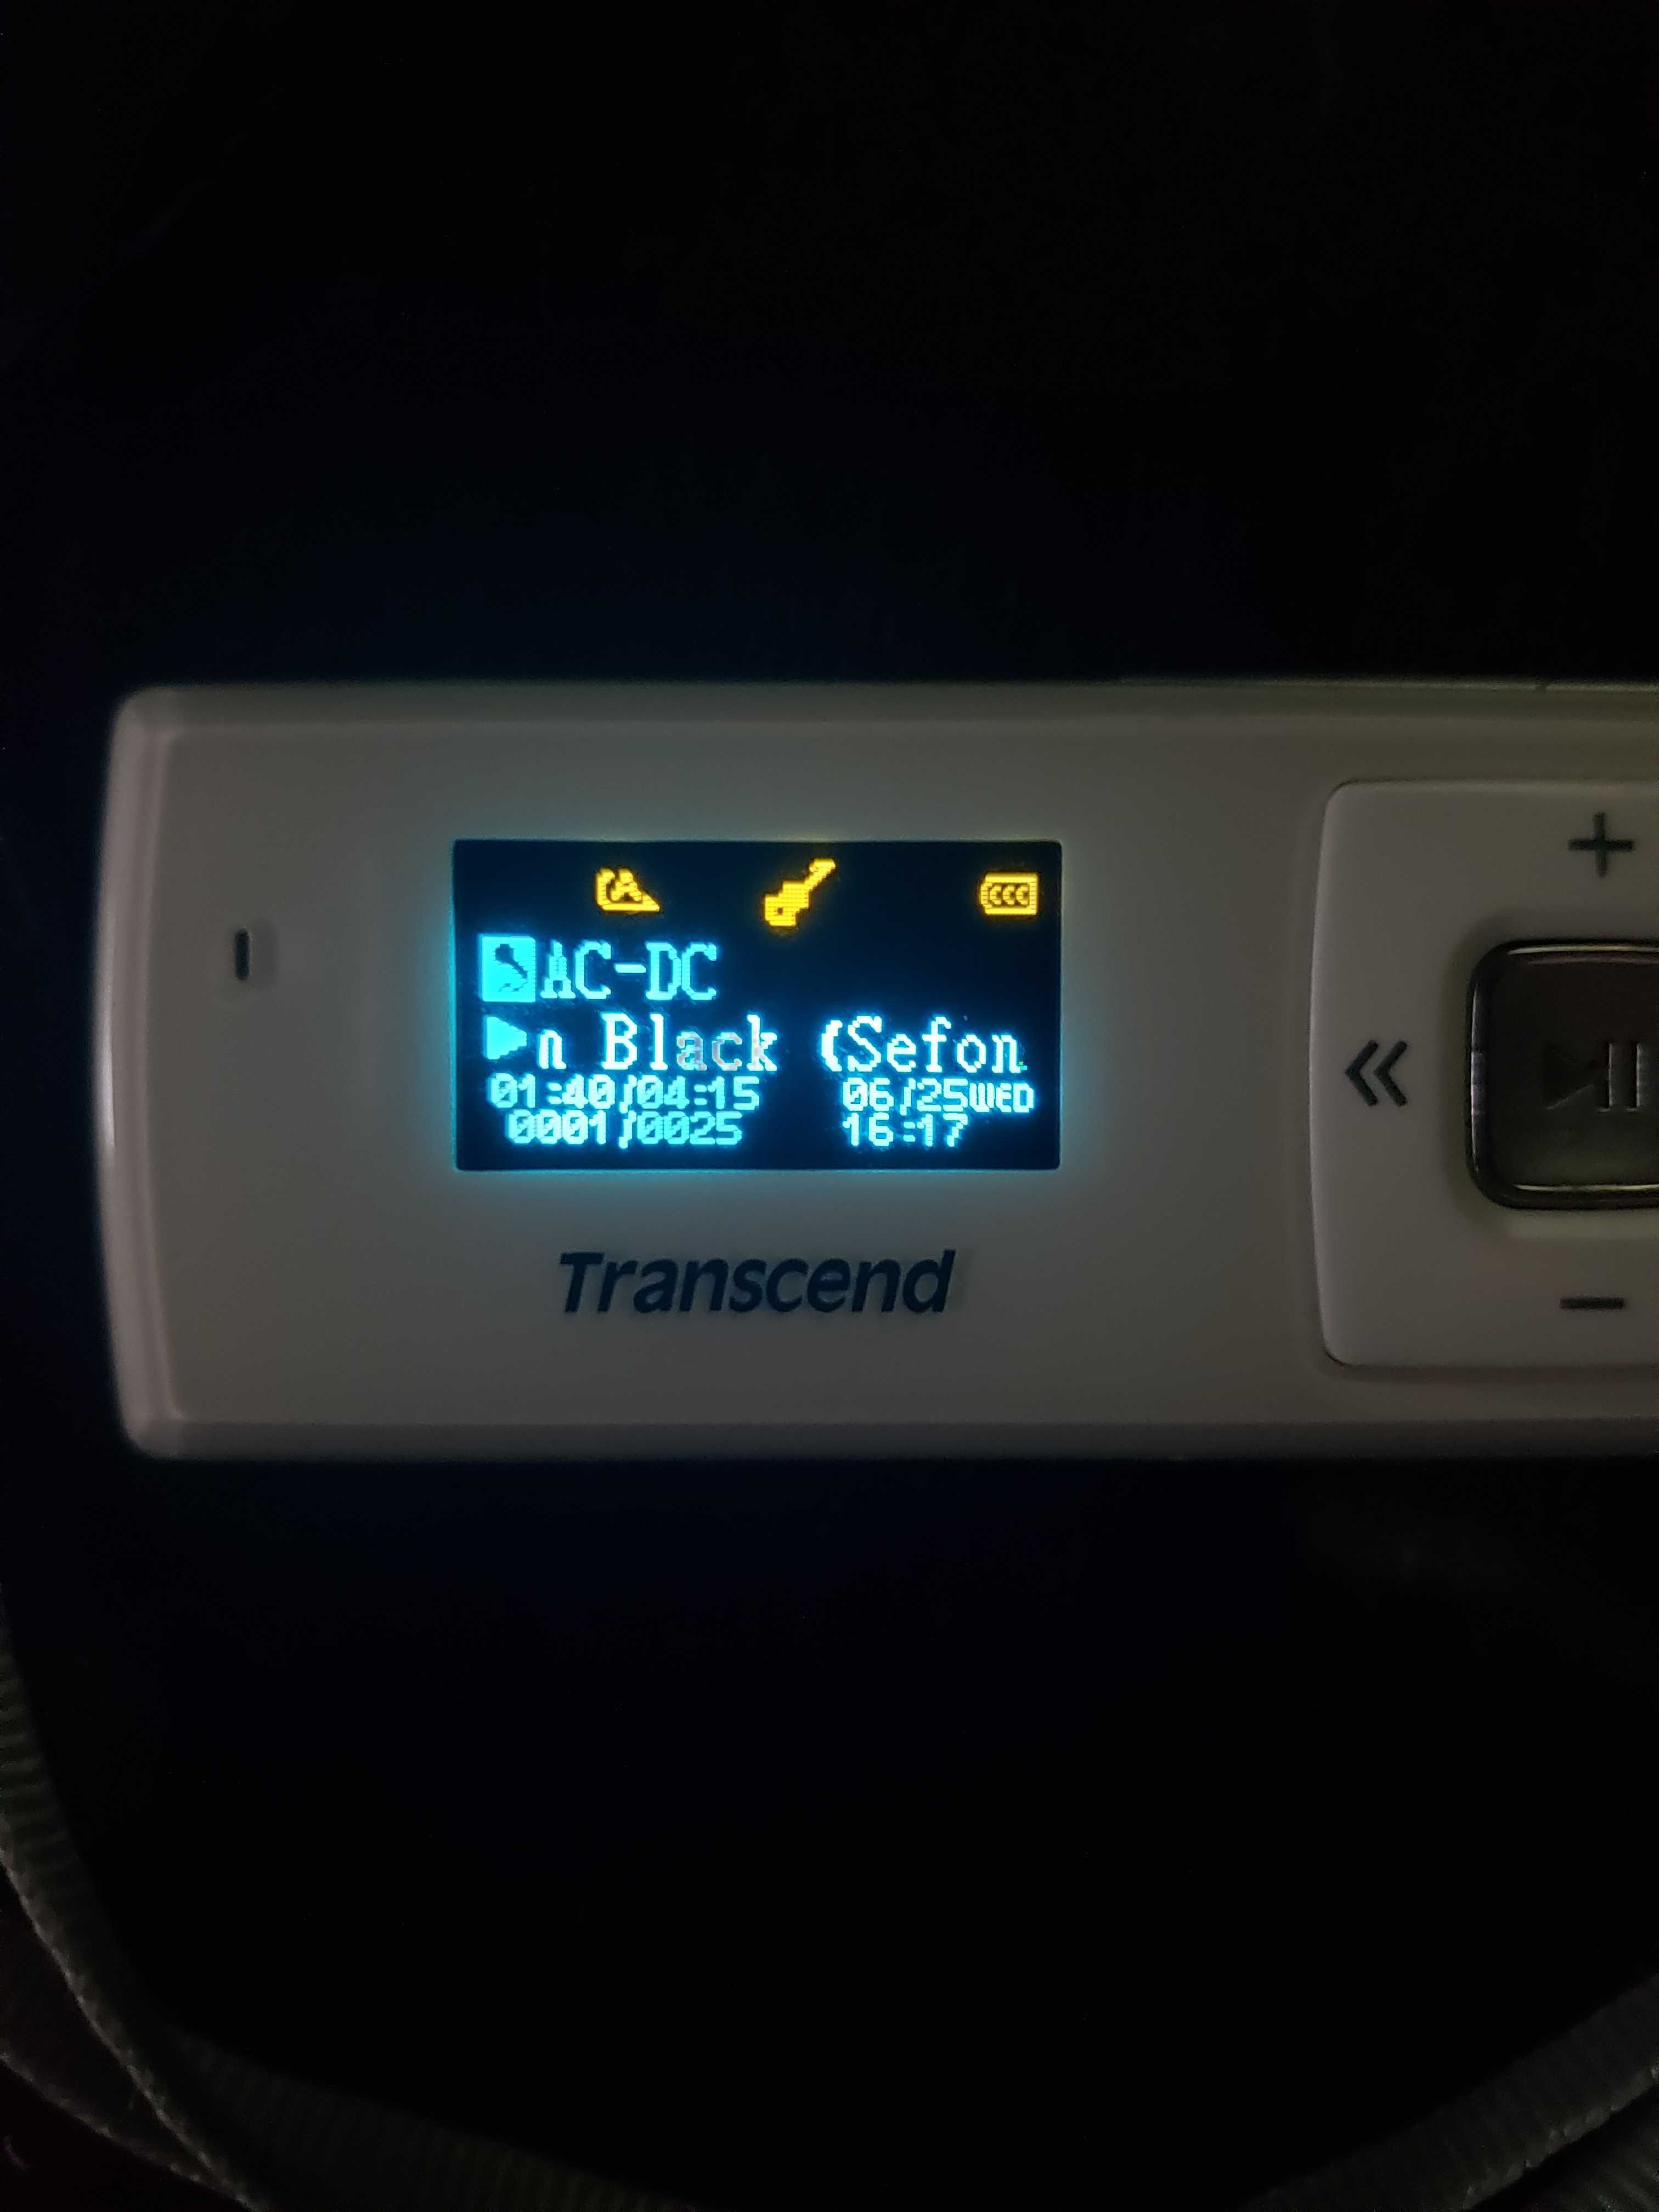 AC-DC
n Black (Sefon
01:40/04:15 06/25WED
0001/0025 16:17
Transcend